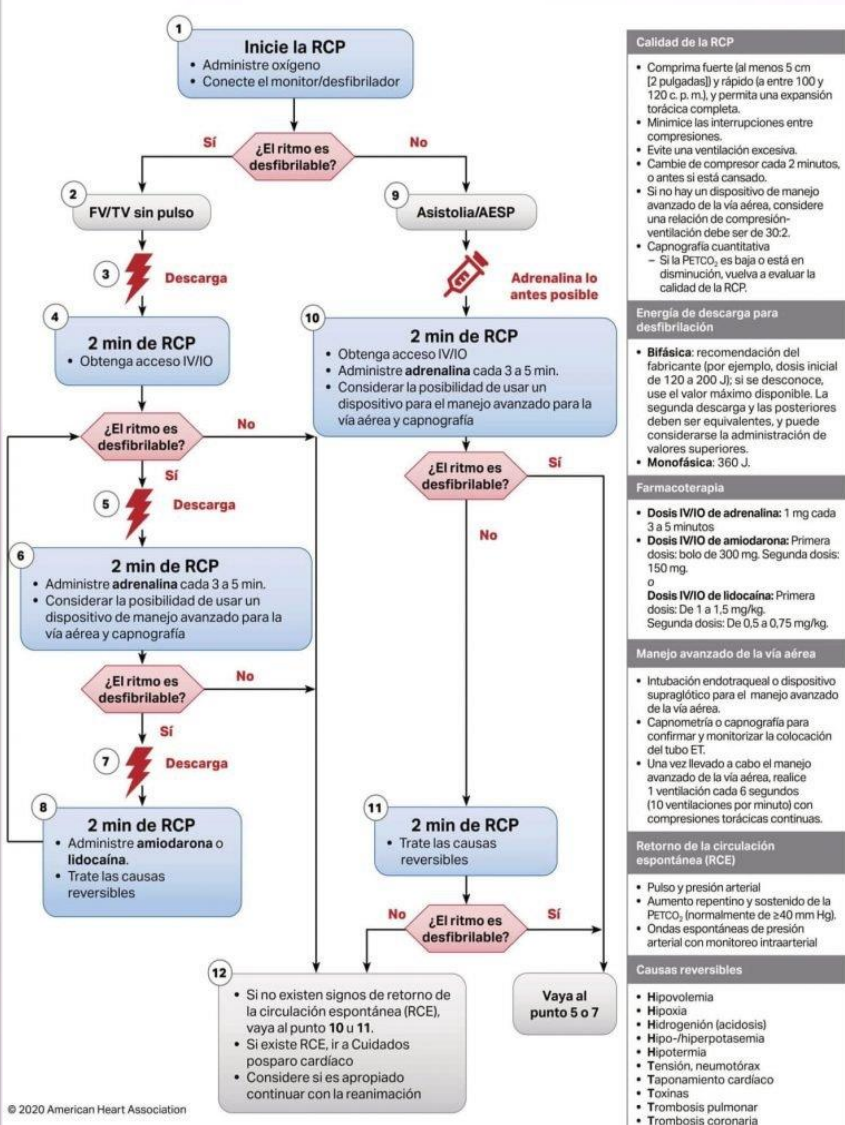 1
Inicie la RCP
• Administre oxígeno
• Conecte el monitor/desfibrilador
¿El ritmo es
desfibrilable?
Sí
No
2
FV/TV sin pulso
3
Descarga
4
2 min de RCP
• Obtenga acceso IV/IO
¿El ritmo es
desfibrilable?
No
Sí
5
Descarga
6
2 min de RCP
• Administre adrenalina cada 3 a 5 min.
• Considerar la posibilidad de usar un
dispositivo de manejo avanzado para la
vía aérea y capnografía
¿El ritmo es
desfibrilable?
No
Sí
7
Descarga
8
2 min de RCP
• Administre amiodarona o
lidocaína.
• Trate las causas
reversibles
9
Asistolia/AESP
Adrenalina lo
antes posible
10
2 min de RCP
• Obtenga acceso IV/IO
• Administre adrenalina cada 3 a 5 min.
• Considerar la posibilidad de usar un
dispositivo para el manejo avanzado para la
vía aérea y capnografía
¿El ritmo es
desfibrilable?
Sí
No
11
2 min de RCP
• Trate las causas
reversibles
No
¿El ritmo es
desfibrilable?
Sí
12
• Si no existen signos de retorno de
la circulación espontánea (RCE),
vaya al punto 10 u 11.
• Si existe RCE, ir a Cuidados
posparo cardíaco
• Considere si es apropiado
continuar con la reanimación
Vaya al
punto 5 o 7
© 2020 American Heart Association
Calidad de la RCP
• Comprima fuerte (al menos 5 cm
[2 pulgadas]) y rápido (a entre 100 y
120 c. p. m.), y permita una expansión
torácica completa.
• Minimice las interrupciones entre
compresiones.
• Evite una ventilación excesiva.
• Cambie de compresor cada 2 minutos,
o antes si está cansado.
• Si no hay un dispositivo de manejo
avanzado de la vía aérea, considere
una relación de compresión-
ventilación debe ser de 30:2.
• Capnografía cuantitativa
– Si la PETCO₂ es baja o está en
disminución, vuelva a evaluar la
calidad de la RCP.
Energía de descarga para
desfibrilación
• Bifásica: recomendación del
fabricante (por ejemplo, dosis inicial
de 120 a 200 J); si se desconoce,
use el valor máximo disponible. La
segunda descarga y las posteriores
deben ser equivalentes, y puede
considerarse la administración de
valores superiores.
• Monofásica: 360 J.
Farmacoterapia
• Dosis IV/IO de adrenalina: 1 mg cada
3 a 5 minutos
• Dosis IV/IO de amiodarona: Primera
dosis: bolo de 300 mg. Segunda dosis:
150 mg.
o
Dosis IV/IO de lidocaína: Primera
dosis: De 1 a 1,5 mg/kg.
Segunda dosis: De 0,5 a 0,75 mg/kg.
Manejo avanzado de la vía aérea
• Intubación endotraqueal o dispositivo
supraglótico para el manejo avanzado
de la vía aérea.
• Capnometría o capnografía para
confirmar y monitorizar la colocación
del tubo ET.
• Una vez llevado a cabo el manejo
avanzado de la vía aérea, realice
1 ventilación cada 6 segundos
(10 ventilaciones por minuto) con
compresiones torácicas continuas.
Retorno de la circulación
espontánea (RCE)
• Pulso y presión arterial
• Aumento repentino y sostenido de la
PETCO₂ (normalmente de ≥40 mm Hg).
• Ondas espontáneas de presión
arterial con monitoreo intraarterial
Causas reversibles
• Hipovolemia
• Hipoxia
• Hidrogenión (acidosis)
• Hipo-/hiperpotasemia
• Hipotermia
• Tensión, neumotórax
• Taponamiento cardíaco
• Toxinas
• Trombosis pulmonar
• Trombosis coronaria